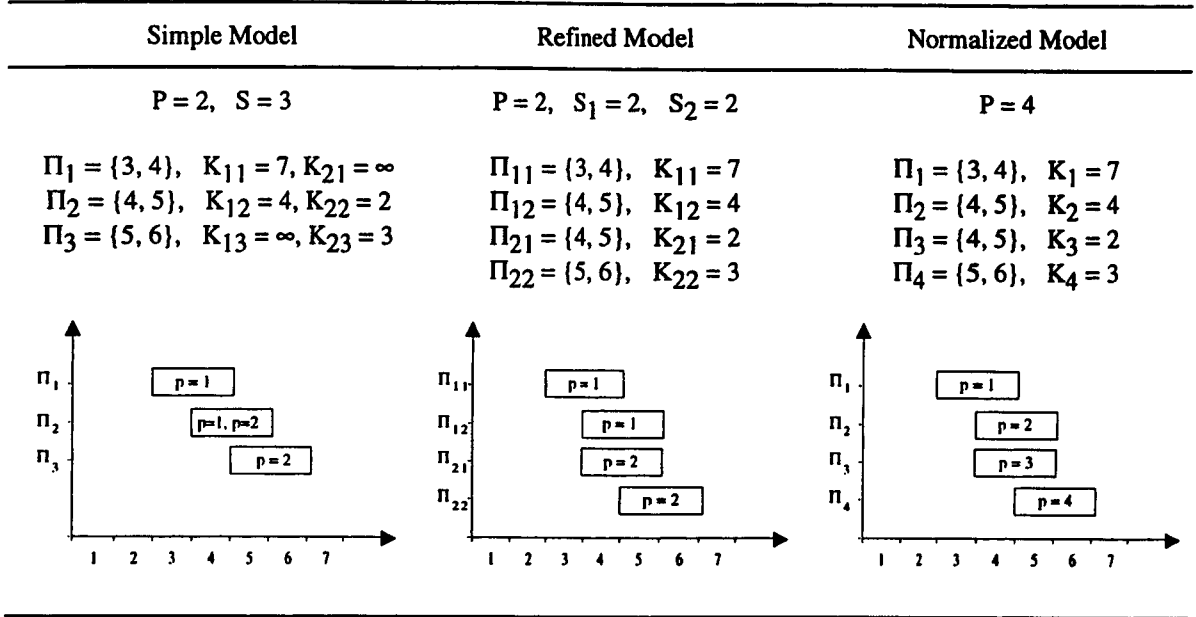 Simple Model
Refined Model
Normalized Model
P = 2, S = 3
P = 2, S₁ = 2, S₂ = 2
P = 4
Π₁ = {3, 4}, K₁₁ = 7, K₂₁ = ∞
Π₂ = {4, 5}, K₁₂ = 4, K₂₂ = 2
Π₃ = {5, 6}, K₁₃ = ∞, K₂₃ = 3
Π₁₁ = {3, 4}, K₁₁ = 7
Π₁₂ = {4, 5}, K₁₂ = 4
Π₂₁ = {4, 5}, K₂₁ = 2
Π₂₂ = {5, 6}, K₂₂ = 3
Π₁ = {3, 4}, K₁ = 7
Π₂ = {4, 5}, K₂ = 4
Π₃ = {4, 5}, K₃ = 2
Π₄ = {5, 6}, K₄ = 3
Π₁ p = 1
Π₂ p=1, p=2
Π₃ p = 2
1 2 3 4 5 6 7
Π₁₁ p = 1
Π₁₂ p = 1
Π₂₁ p = 2
Π₂₂ p = 2
1 2 3 4 5 6 7
Π₁ p = 1
Π₂ p = 2
Π₃ p = 3
Π₄ p = 4
1 2 3 4 5 6 7